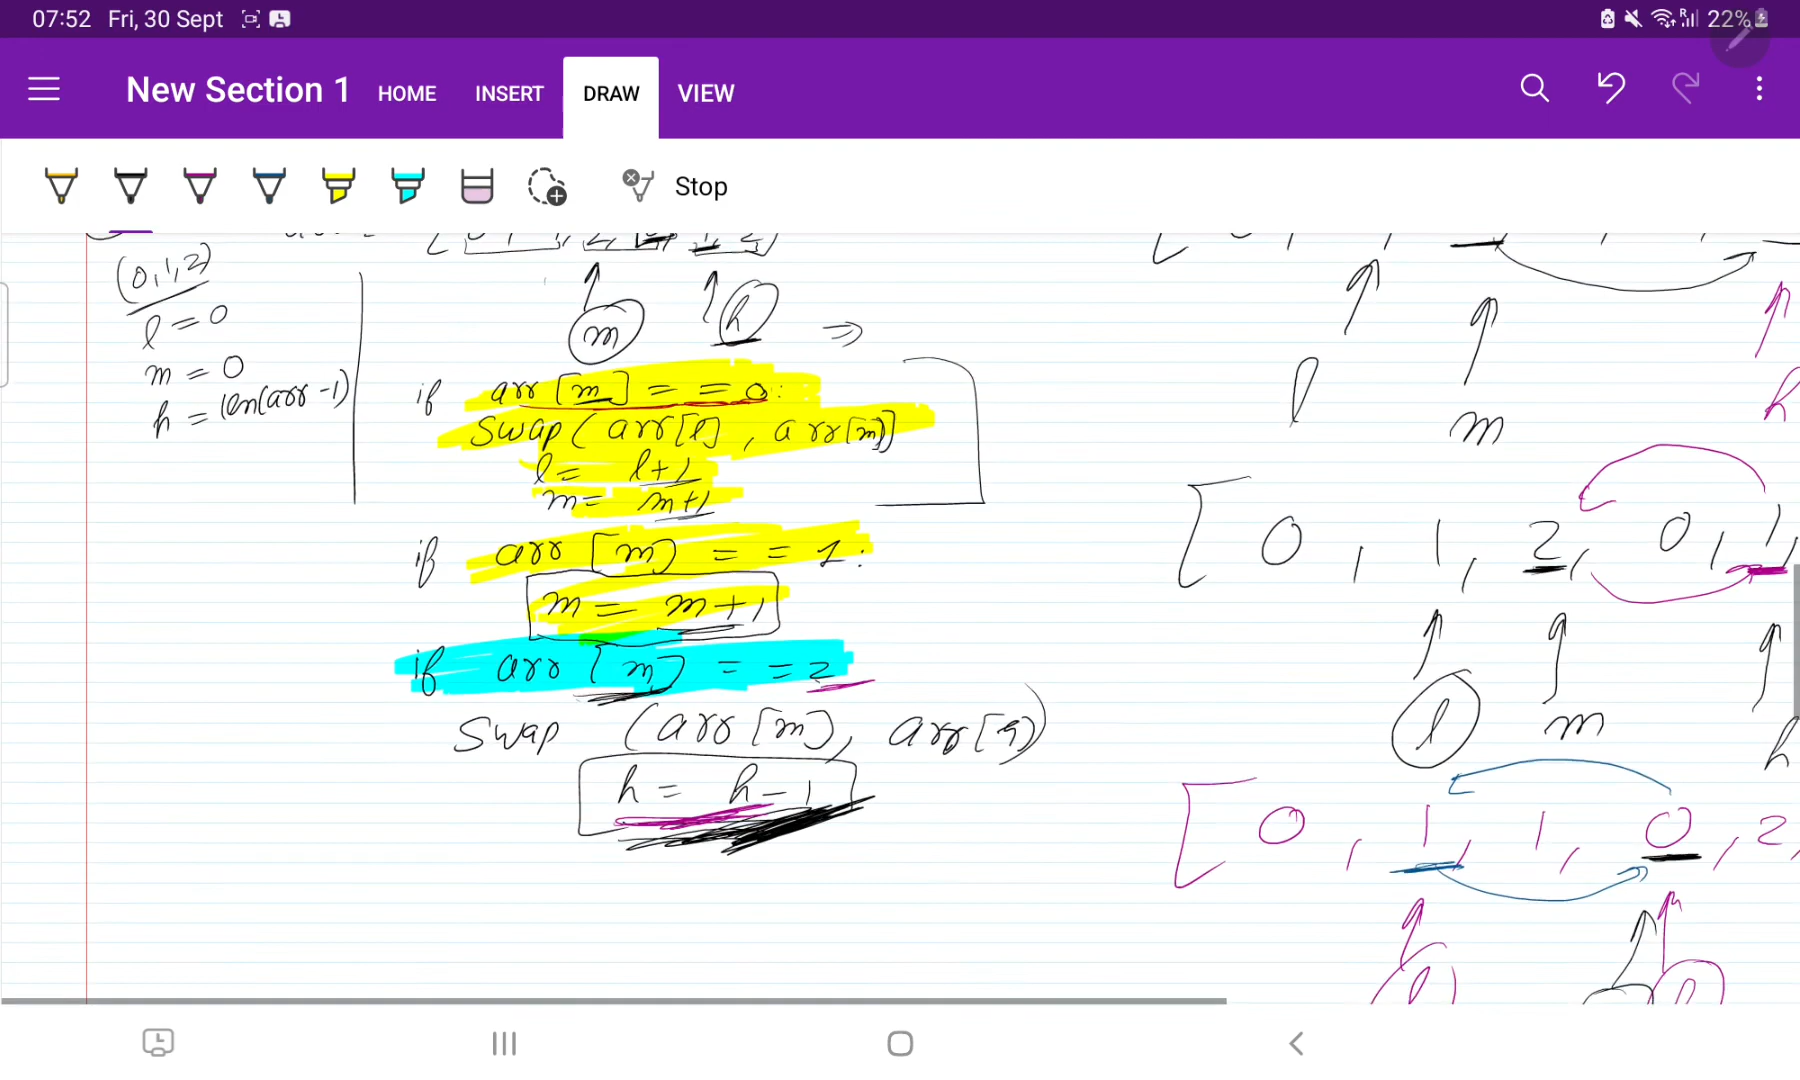 07:52 Fri, 30 Sept
22%
New Section 1 HOME INSERT DRAW VIEW
Stop
(0,1,2)
l = 0
m = 0
h = len(arr -1)
m h ⇒
if arr [m] = = 0:
Swap ( arr[l] , arr[m])
l = l+1
m = m+1
if arr [m] = = 1:
m = m+1
if arr [m] = = 2
Swap (arr [m], arr[h])
h = h-1
l m h
[ 0 , 1, 2, 0, 1,
l m h
[ 0 , 1, 1, 0, 2,
l